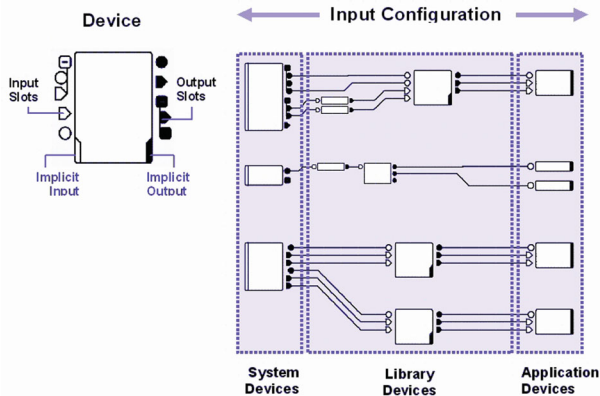 Device
Input
Slots
Output
Slots
Implicit
Input
Implicit
Output
Input Configuration
System
Devices
Library
Devices
Application
Devices